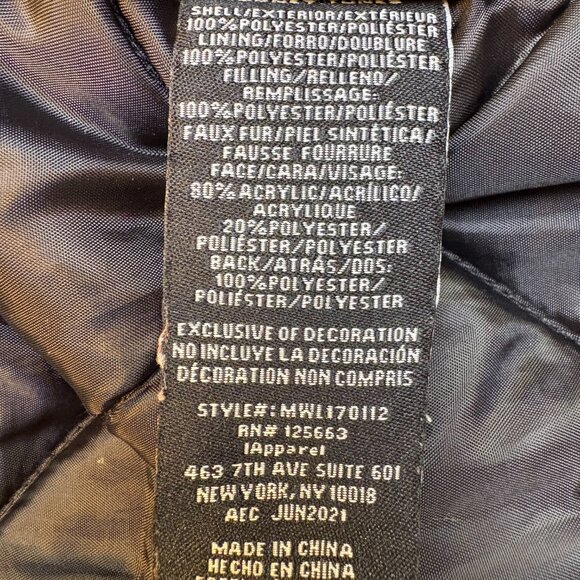 SHELL/EXTERIOR/EXTÉRIEUR
100%POLYESTER/POLIÉSTER
LINING/FORRO/DOUBLURE
100%POLYESTER/POLIÉSTER
FILLING/RELLENO/
REMPLISSAGE:
100%POLYESTER/POLIÉSTER
FAUX FUR/PIEL SINTÉTICA/
FAUSSE FOURRURE
FACE/CARA/VISAGE:
80%ACRYLIC/ACRÍLICO/
ACRYLIQUE
20%POLYESTER/
POLIÉSTER/POLYESTER
BACK/ATRÁS/DOS:
100%POLYESTER/
POLIÉSTER/POLYESTER
EXCLUSIVE OF DECORATION
NO INCLUYE LA DECORACIÓN
DÉCORATION NON COMPRIS
STYLE#: MWL170112
RN# 125663
IApparel
463 7TH AVE SUITE 601
NEW YORK, NY 10018
AEC JUN2021
MADE IN CHINA
HECHO EN CHINA